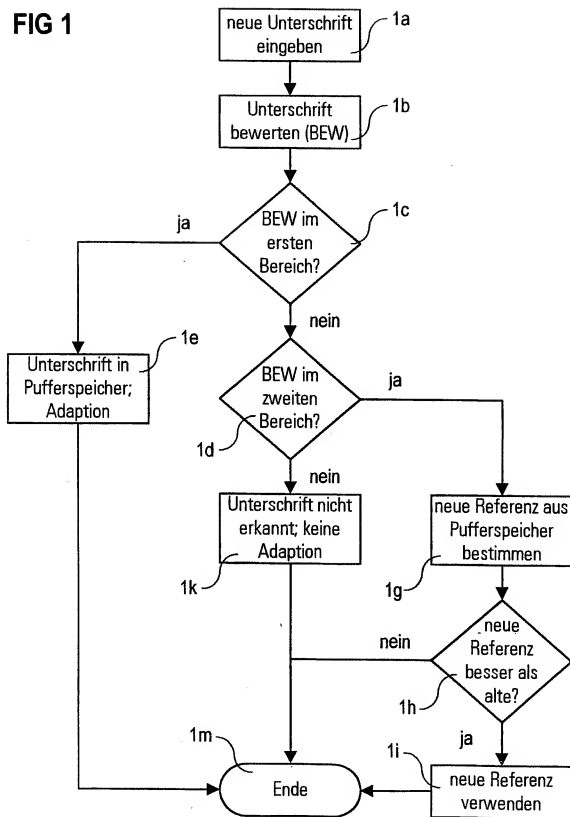 FIG 1
neue Unterschrift
eingeben
1a
Unterschrift
bewerten (BEW)
1b
BEW im
ersten
Bereich?
1c
ja
nein
1e
Unterschrift in
Pufferspeicher;
Adaption
BEW im
zweiten
Bereich?
1d
ja
nein
Unterschrift nicht
erkannt; keine
Adaption
1k
neue Referenz aus
Pufferspeicher
bestimmen
1g
neue
Referenz
besser als
alte?
1h
nein
ja
1m
Ende
1i
neue Referenz
verwenden